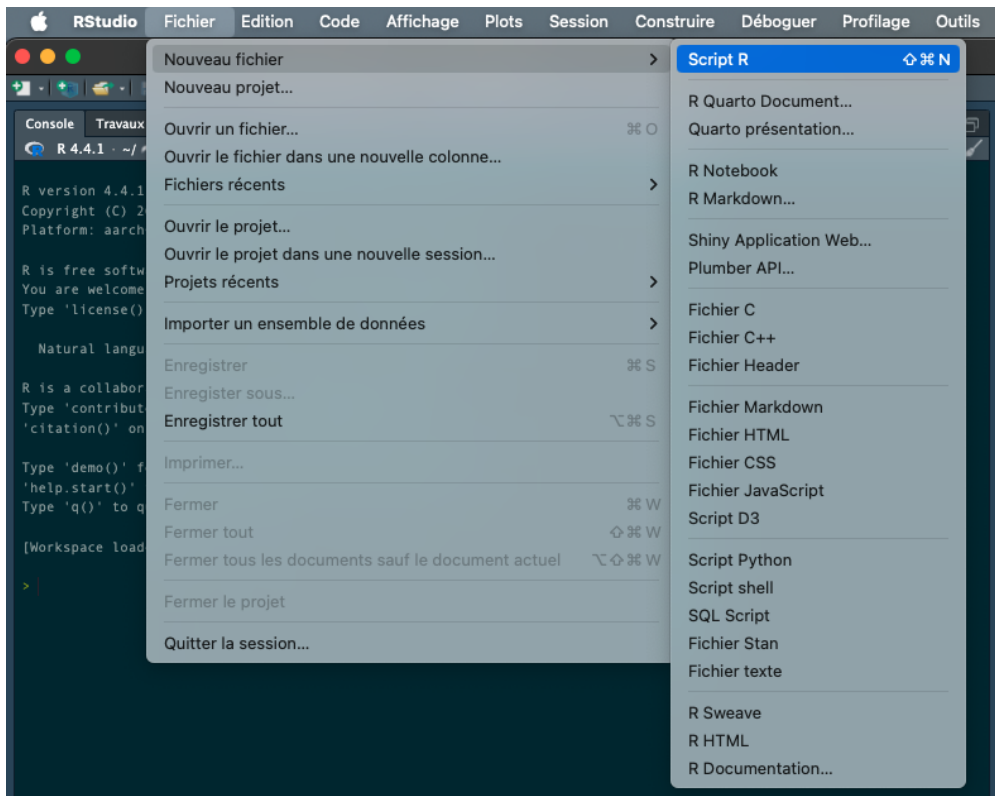 RStudio Fichier Edition Code Affichage Plots Session Construire Déboguer Profilage Outils
Console Travaux
R 4.4.1 · ~/
R version 4.4.1
Copyright (C) 2
Platform: aarch
R is free softw
You are welcome
Type 'license()
Natural langu
R is a collabor
Type 'contribut
'citation()' on
Type 'demo()' f
'help.start()'
Type 'q()' to q
[Workspace load
>
Nouveau fichier
Nouveau projet...
Ouvrir un fichier... ⌘ O
Ouvrir le fichier dans une nouvelle colonne...
Fichiers récents
Ouvrir le projet...
Ouvrir le projet dans une nouvelle session...
Projets récents
Importer un ensemble de données
Enregistrer ⌘ S
Enregister sous...
Enregistrer tout ⌥⌘ S
Imprimer...
Fermer ⌘ W
Fermer tout ⇧⌘ W
Fermer tous les documents sauf le document actuel ⌥⇧⌘ W
Fermer le projet
Quitter la session...
Script R ⇧⌘ N
R Quarto Document...
Quarto présentation...
R Notebook
R Markdown...
Shiny Application Web...
Plumber API...
Fichier C
Fichier C++
Fichier Header
Fichier Markdown
Fichier HTML
Fichier CSS
Fichier JavaScript
Script D3
Script Python
Script shell
SQL Script
Fichier Stan
Fichier texte
R Sweave
R HTML
R Documentation...